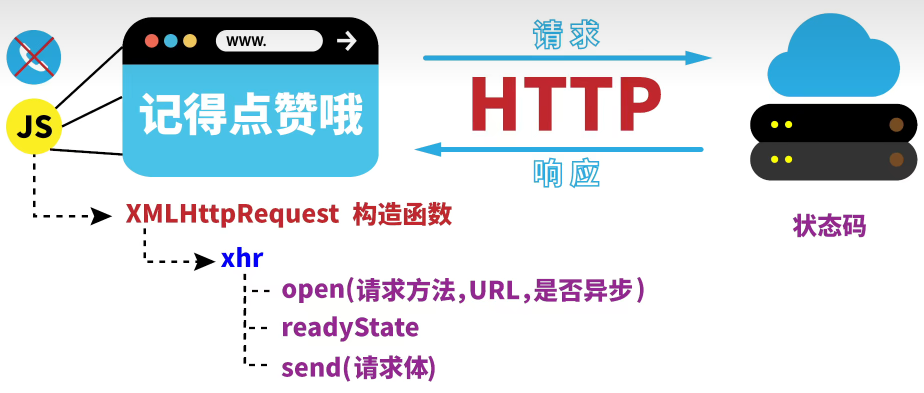 www.
请求
JS
记得点赞哦
HTTP
响应
状态码
XMLHttpRequest 构造函数
xhr
open(请求方法,URL,是否异步)
readyState
send(请求体)